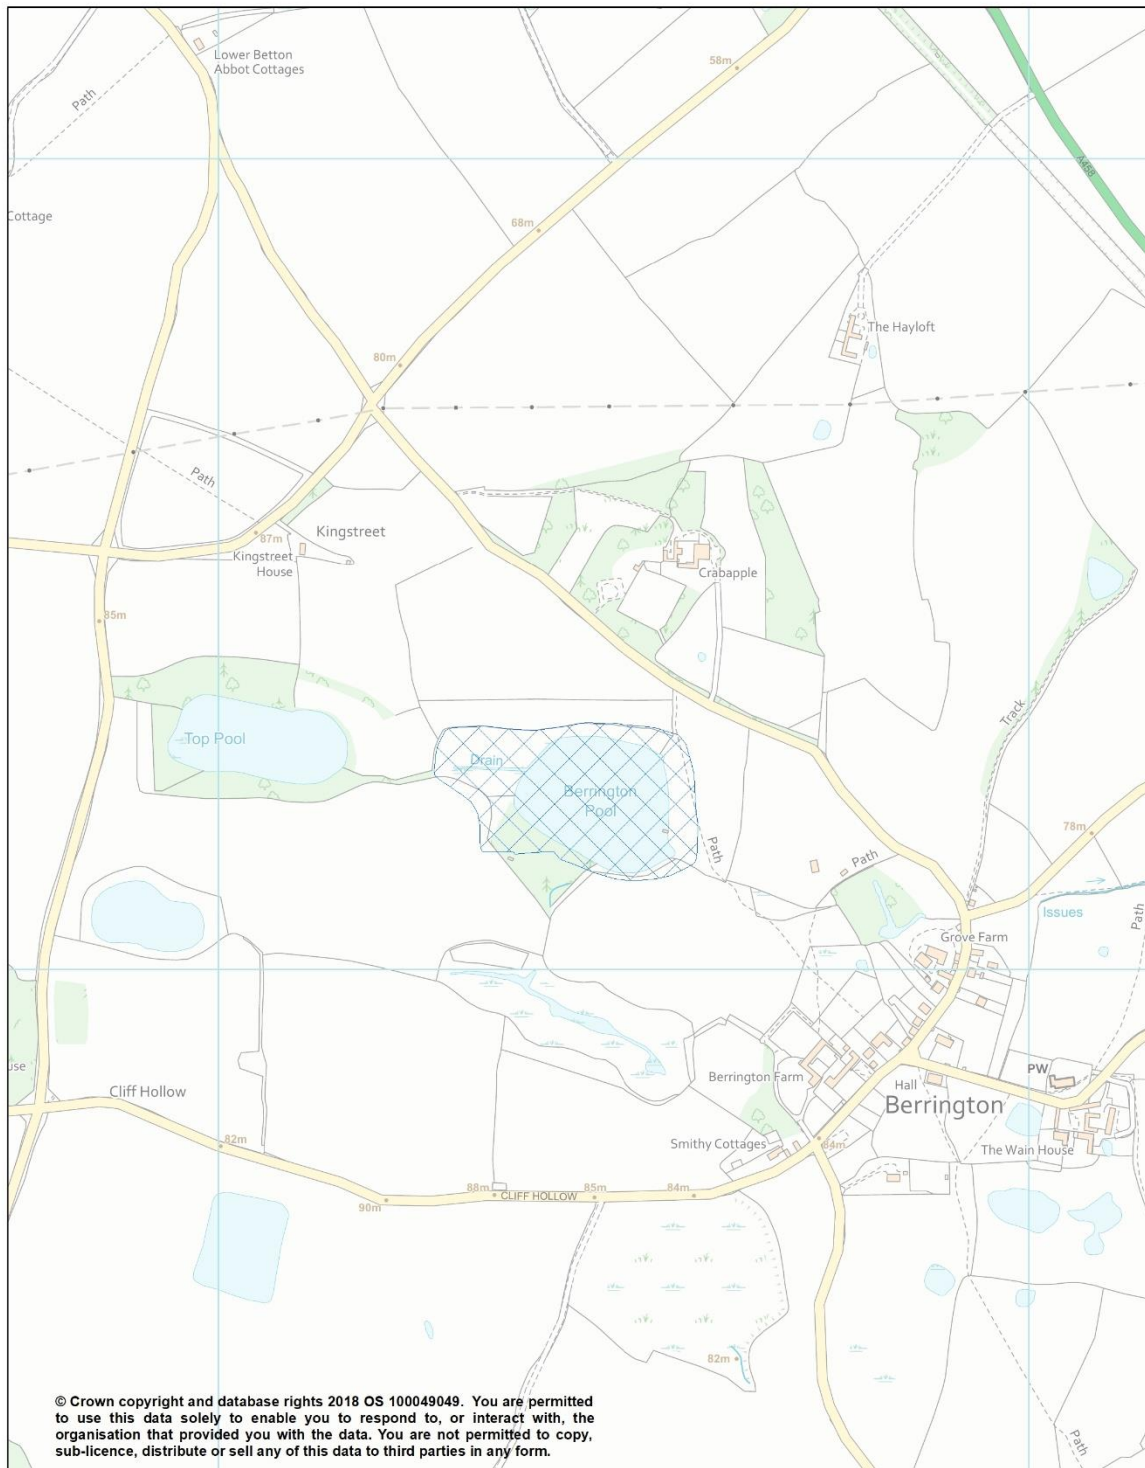 Lower Betton
Abbot Cottages
58m
Path
A458
Cottage
68m
The Hayloft
80m
Path
Kingstreet
87m
Kingstreet
House
Crabapple
85m
Track
Top Pool
Drain
Berrington
Pool
78m
Path
Path
Issues
Path
Grove Farm
use
Cliff Hollow
Berrington Farm
Hall
PW
Berrington
82m
Smithy Cottages
84m
The Wain House
88m
CLIFF HOLLOW
85m
84m
90m
82m
Path
© Crown copyright and database rights 2018 OS 100049049. You are permitted
to use this data solely to enable you to respond to, or interact with, the
organisation that provided you with the data. You are not permitted to copy,
sub-licence, distribute or sell any of this data to third parties in any form.